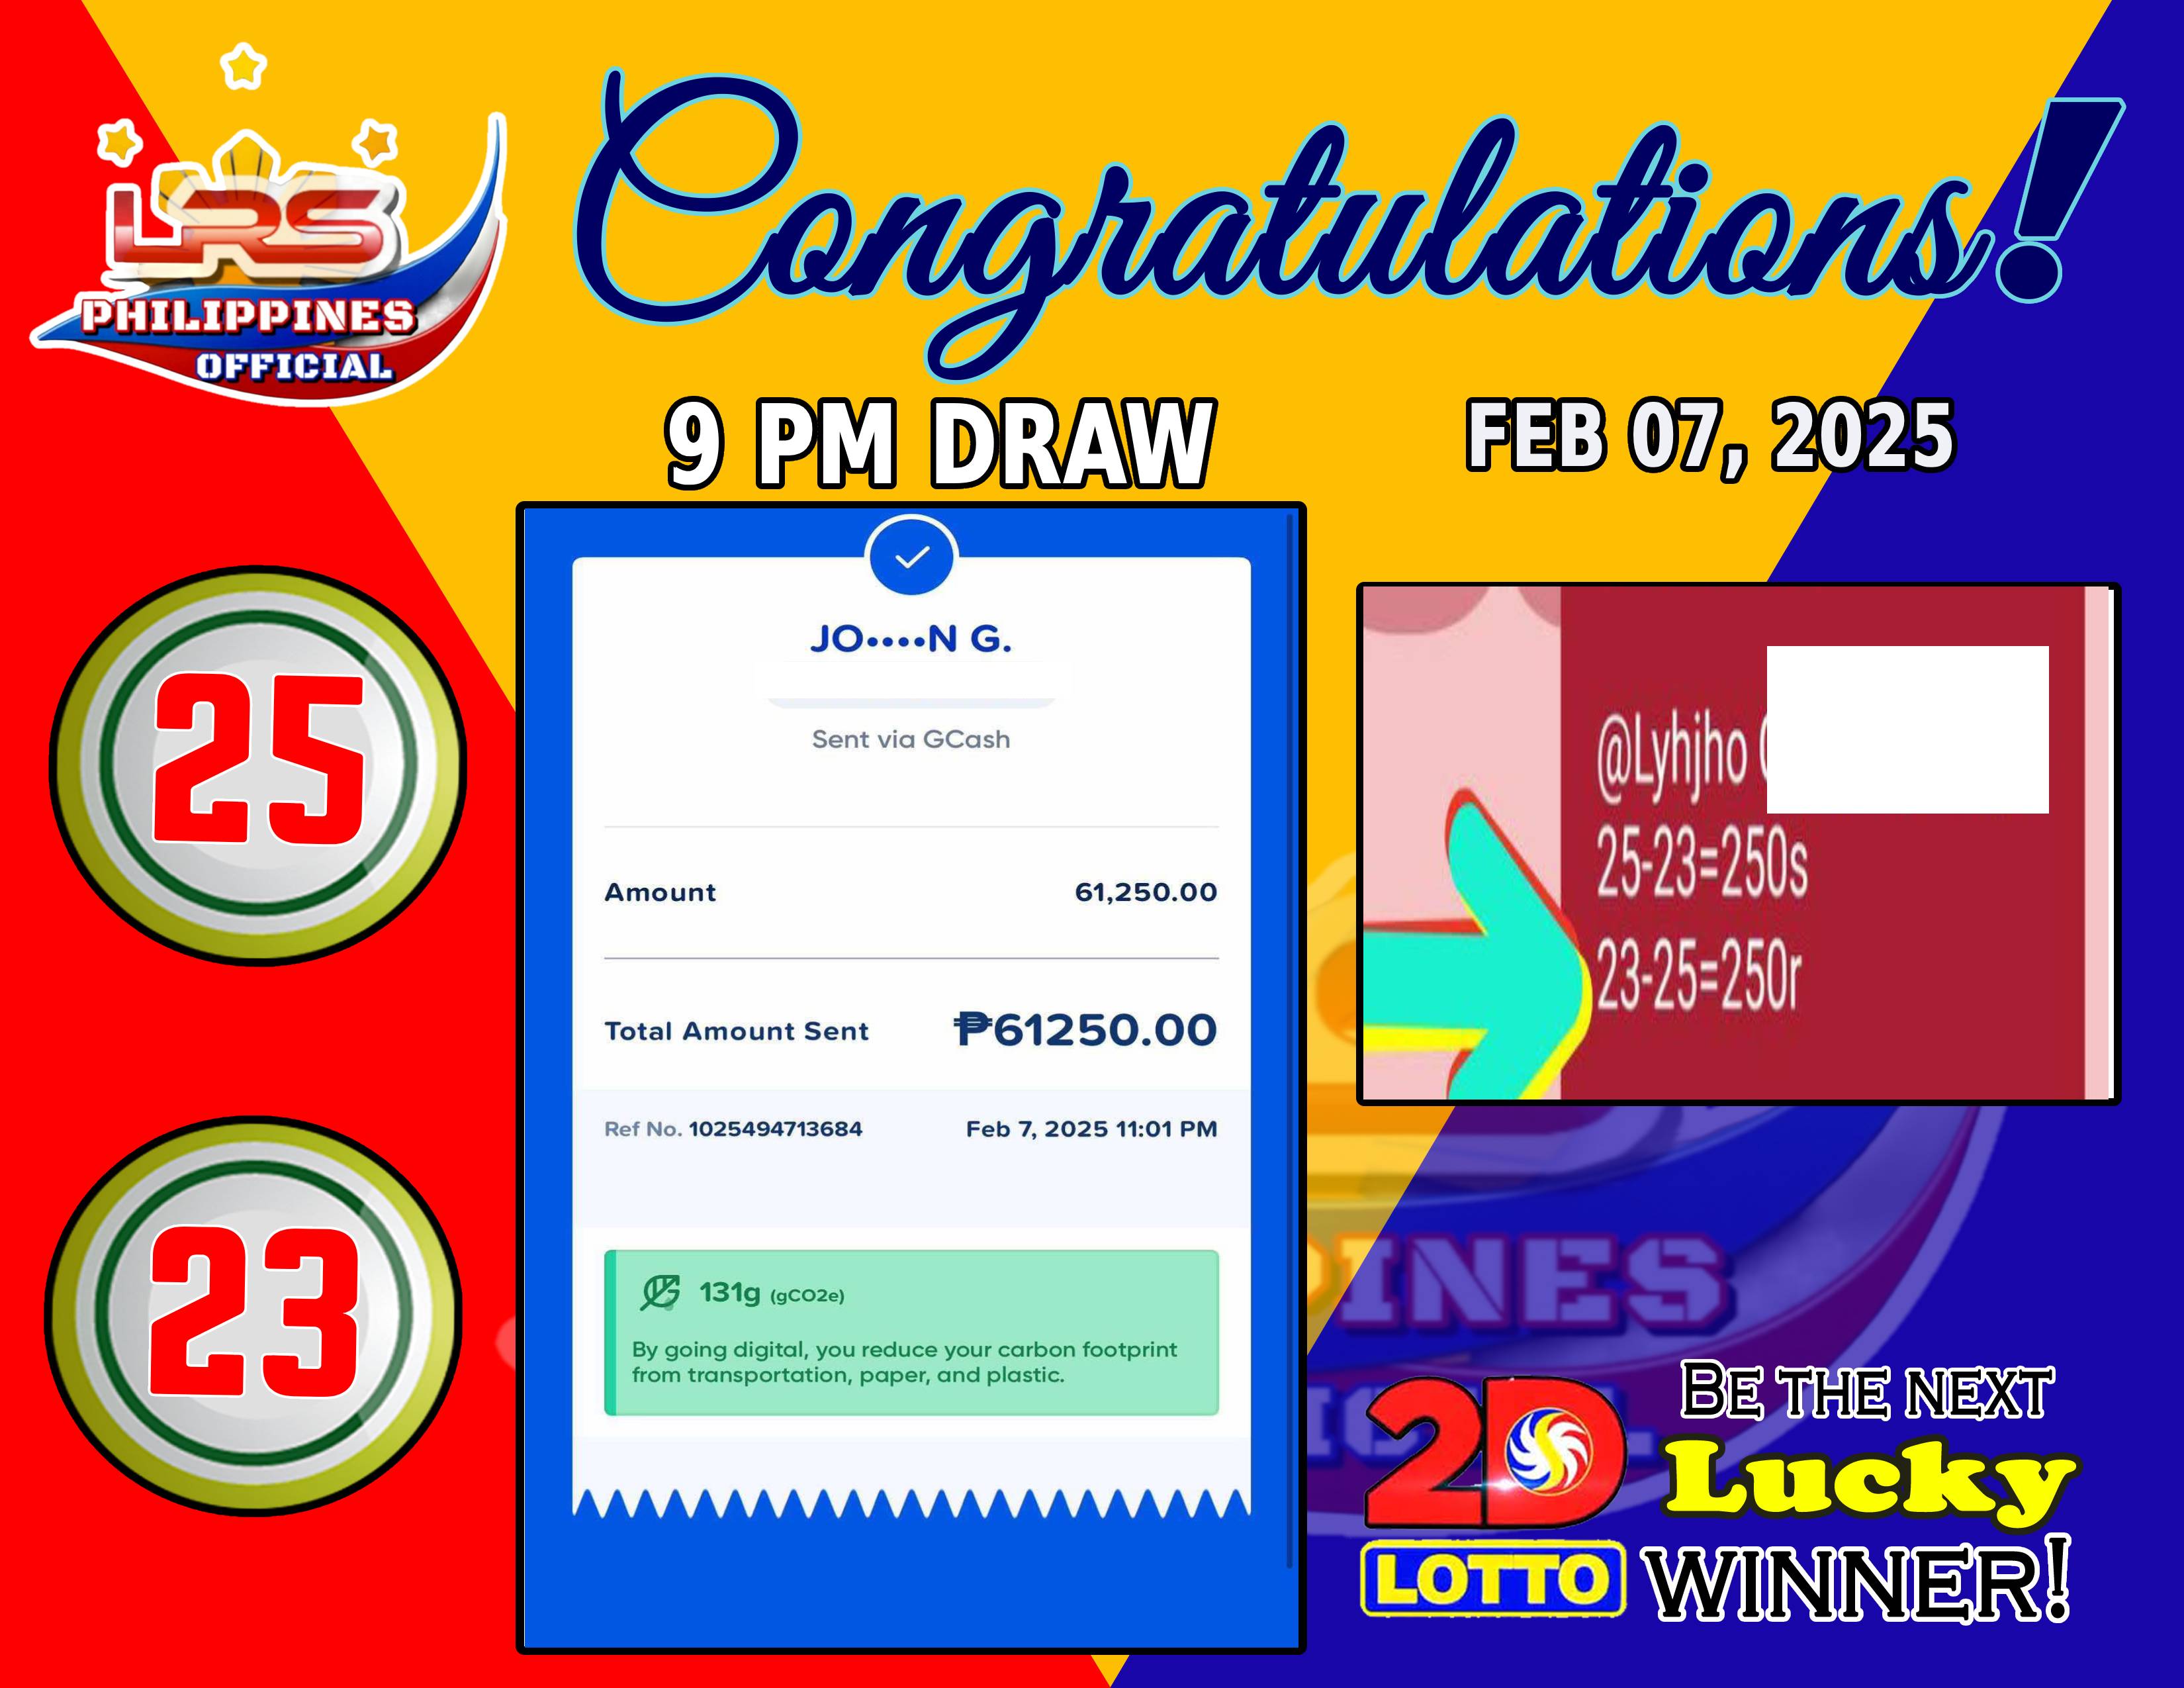 LRS
PHILIPPINES
OFFICIAL
Congratulations!
9 PM DRAW
FEB 07, 2025
25
23
JO••••N G.
Sent via GCash
Amount 61,250.00
Total Amount Sent ₱61250.00
Ref No. 1025494713684 Feb 7, 2025 11:01 PM
131g (gCO2e)
By going digital, you reduce your carbon footprint
from transportation, paper, and plastic.
@Lyhjho
25-23=250s
23-25=250r
PINES
2D
LOTTO
BE THE NEXT
Lucky
WINNER!